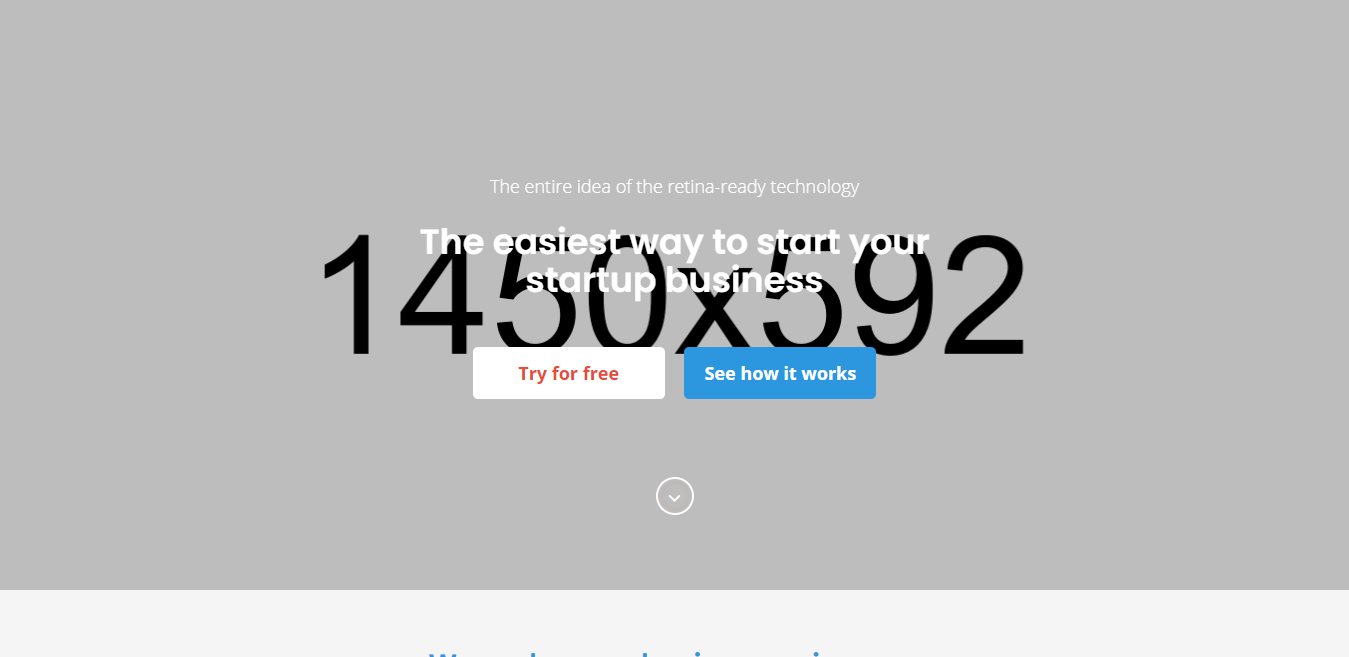 The entire idea of the retina-ready technology
The easiest way to start your
startup business
1450x592
Try for free
See how it works